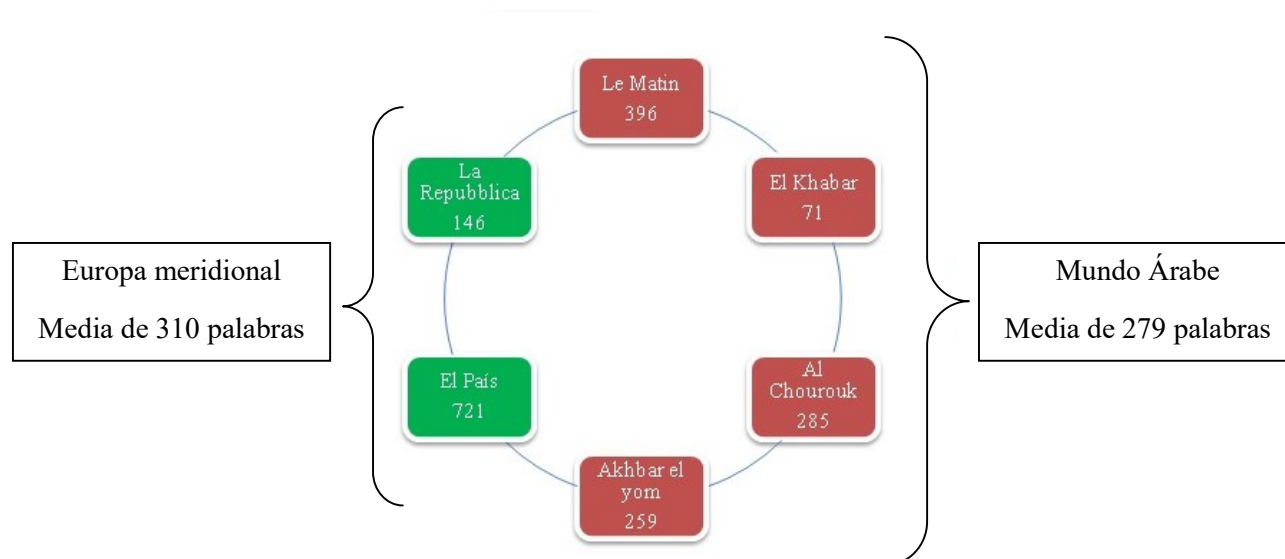 Le Matin
396
La
Repubblica
146
El Khabar
71
Europa meridional
Media de 310 palabras
Mundo Árabe
Media de 279 palabras
El País
721
Al
Chourouk
285
Akhbar el
yom
259